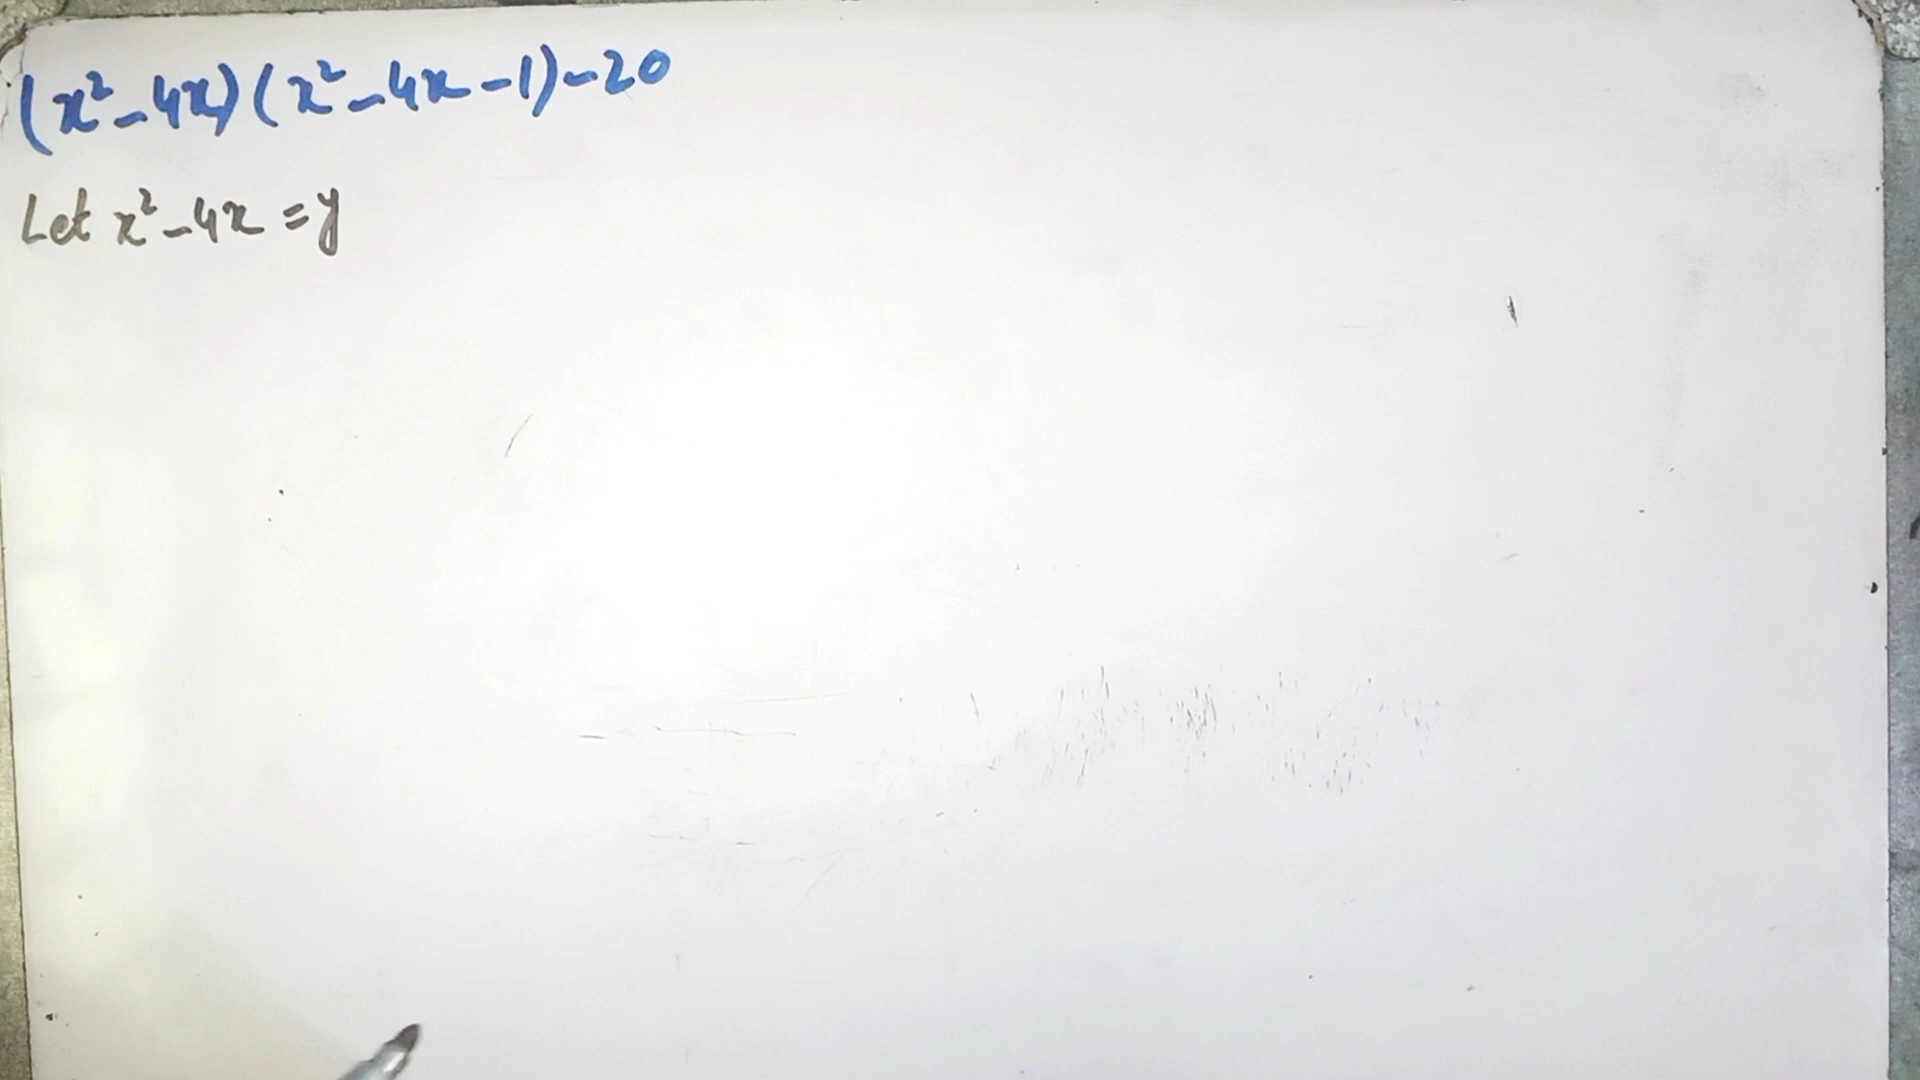 (x² - 4x) (x² - 4x - 1) - 20
Let x² - 4x = y